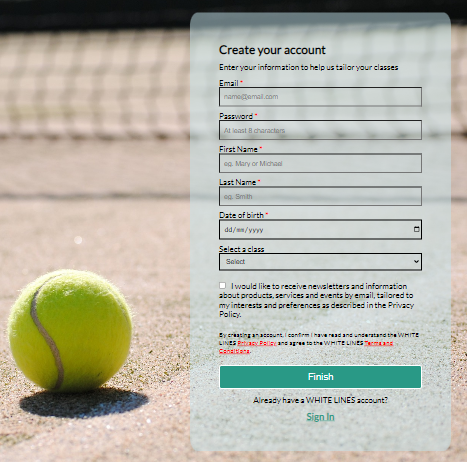 Create your account
Enter your information to help us tailor your classes
Email *
name@email.com
Password *
At least 8 characters
First Name *
eg. Mary or Michael
Last Name *
eg. Smith
Date of birth *
dd/mm/yyyy
Select a class
Select
I would like to receive newsletters and information
about products, services and events by email, tailored to
my interests and preferences as described in the Privacy
Policy.
By creating an account, I confirm I have read and understand the WHITE
LINES Privacy Policy and agree to the WHITE LINES Terms and
Conditions.
Finish
Already have a WHITE LINES account?
Sign In